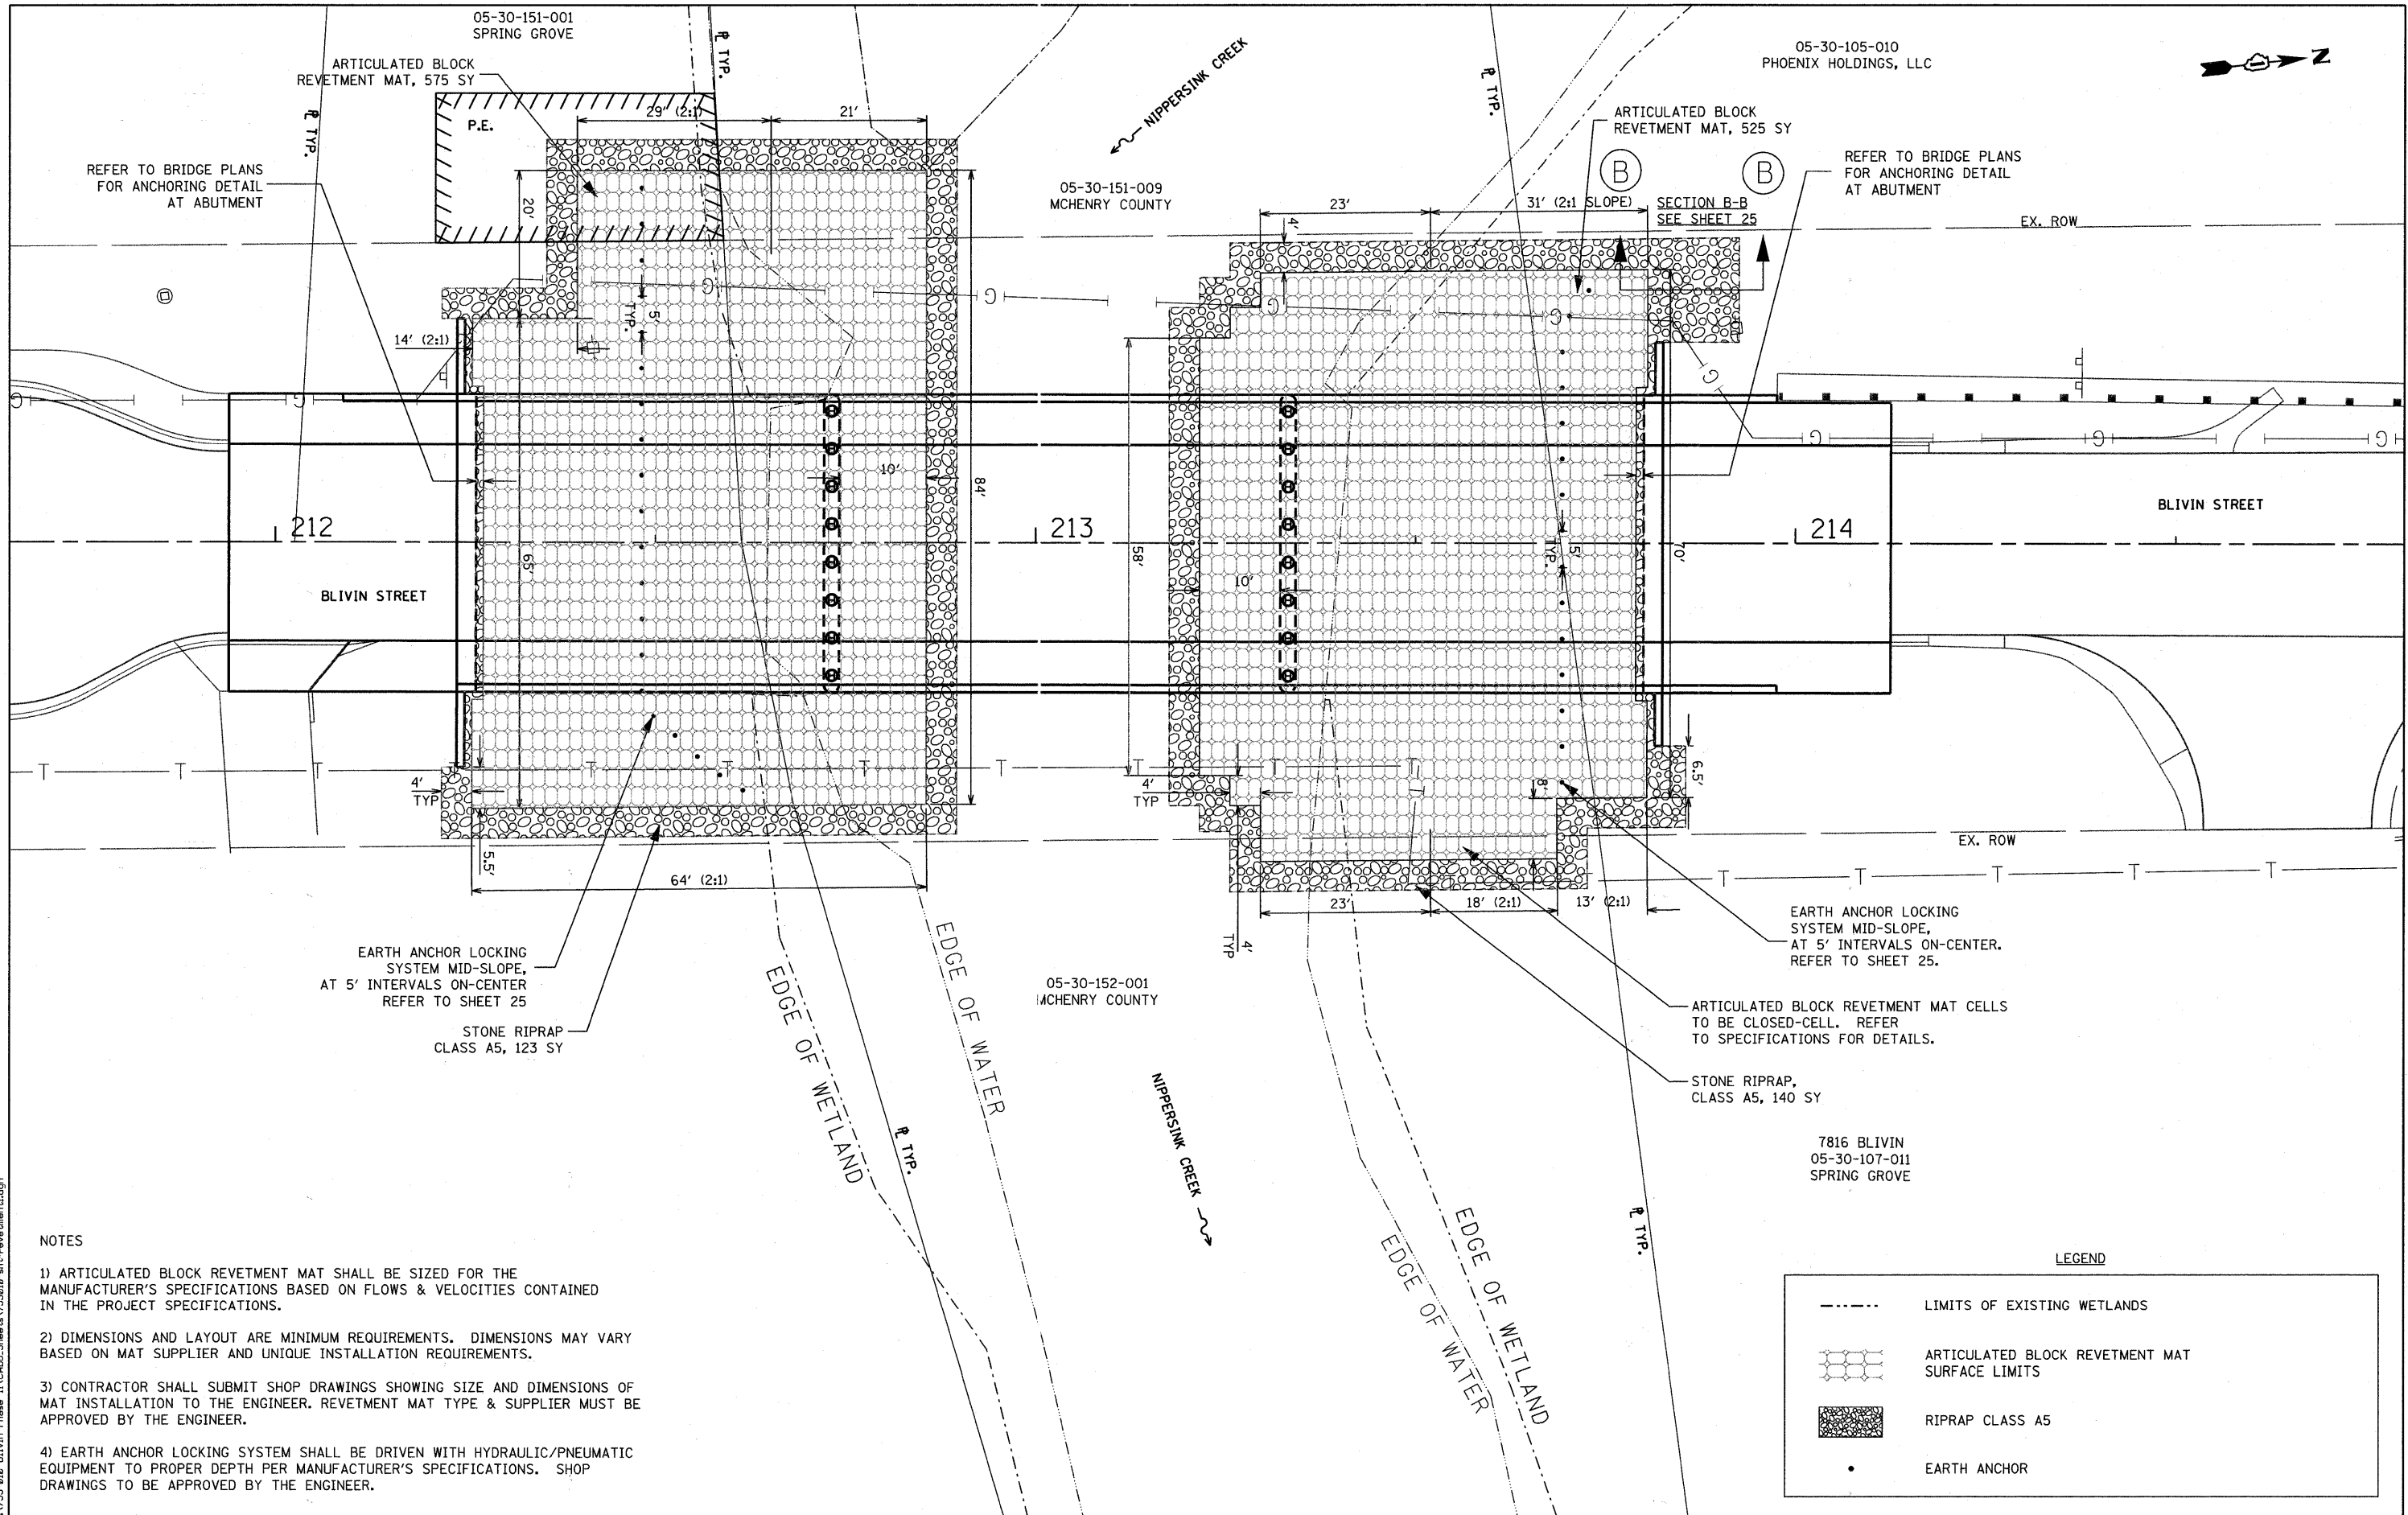 05-30-151-001
SPRING GROVE
ARTICULATED BLOCK
REVETMENT MAT, 575 SY
℄ TYP.
℄ TYP.
P.E.
29' (2:1)
21'
NIPPERSINK CREEK
05-30-105-010
PHOENIX HOLDINGS, LLC
N
℄ TYP.
ARTICULATED BLOCK
REVETMENT MAT, 525 SY
B
B
REFER TO BRIDGE PLANS
FOR ANCHORING DETAIL
AT ABUTMENT
REFER TO BRIDGE PLANS
FOR ANCHORING DETAIL
AT ABUTMENT
05-30-151-009
MCHENRY COUNTY
23'
31' (2:1 SLOPE)
SECTION B-B
SEE SHEET 25
EX. ROW
20'
4'
5'
TYP.
14' (2:1)
G
G
G
G
G
G
G
G
G
G
G
10'
84'
BLIVIN STREET
212
213
214
65'
58'
10'
5'
TYP.
70'
BLIVIN STREET
T
T
T
T
T
T
T
T
T
4'
TYP
4'
TYP
8'
6.5'
5.5'
64' (2:1)
EX. ROW
T
T
T
T
T
23'
18' (2:1)
13' (2:1)
4'
TYP
EARTH ANCHOR LOCKING
SYSTEM MID-SLOPE,
AT 5' INTERVALS ON-CENTER
REFER TO SHEET 25
STONE RIPRAP
CLASS A5, 123 SY
EDGE OF WETLAND
EDGE OF WATER
05-30-152-001
MCHENRY COUNTY
EARTH ANCHOR LOCKING
SYSTEM MID-SLOPE,
AT 5' INTERVALS ON-CENTER.
REFER TO SHEET 25.
ARTICULATED BLOCK REVETMENT MAT CELLS
TO BE CLOSED-CELL. REFER
TO SPECIFICATIONS FOR DETAILS.
STONE RIPRAP,
CLASS A5, 140 SY
℄ TYP.
NIPPERSINK CREEK
7816 BLIVIN
05-30-107-011
SPRING GROVE
℄ TYP.
EDGE OF WATER
EDGE OF WETLAND
NOTES
1) ARTICULATED BLOCK REVETMENT MAT SHALL BE SIZED FOR THE
MANUFACTURER'S SPECIFICATIONS BASED ON FLOWS & VELOCITIES CONTAINED
IN THE PROJECT SPECIFICATIONS.
2) DIMENSIONS AND LAYOUT ARE MINIMUM REQUIREMENTS. DIMENSIONS MAY VARY
BASED ON MAT SUPPLIER AND UNIQUE INSTALLATION REQUIREMENTS.
3) CONTRACTOR SHALL SUBMIT SHOP DRAWINGS SHOWING SIZE AND DIMENSIONS OF
MAT INSTALLATION TO THE ENGINEER. REVETMENT MAT TYPE & SUPPLIER MUST BE
APPROVED BY THE ENGINEER.
4) EARTH ANCHOR LOCKING SYSTEM SHALL BE DRIVEN WITH HYDRAULIC/PNEUMATIC
EQUIPMENT TO PROPER DEPTH PER MANUFACTURER'S SPECIFICATIONS. SHOP
DRAWINGS TO BE APPROVED BY THE ENGINEER.
LEGEND
LIMITS OF EXISTING WETLANDS
ARTICULATED BLOCK REVETMENT MAT
SURFACE LIMITS
RIPRAP CLASS A5
EARTH ANCHOR